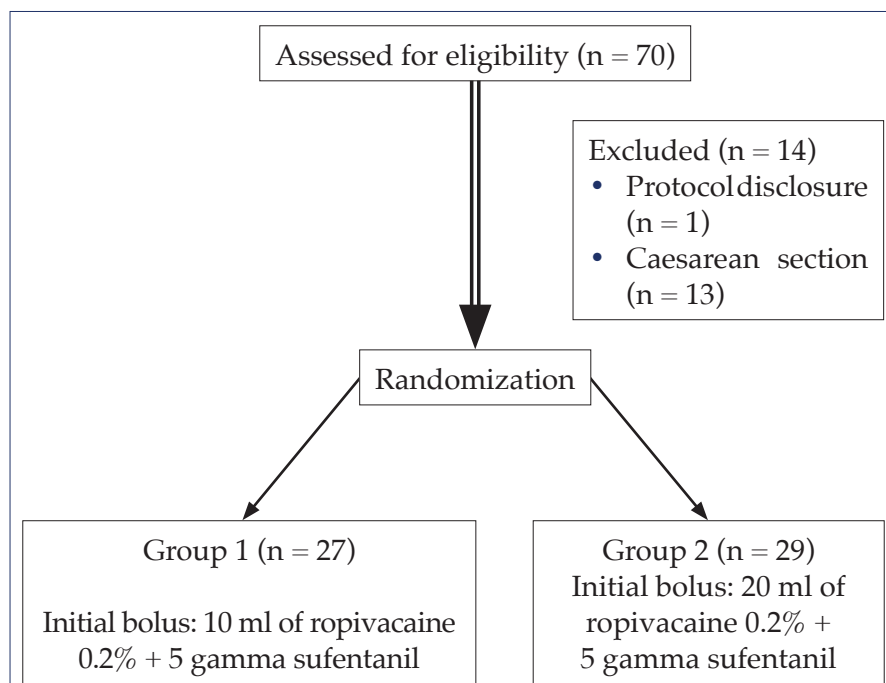 Assessed for eligibility (n = 70)
Excluded (n = 14)
• Protocol disclosure
(n = 1)
• Caesarean section
(n = 13)
Randomization
Group 1 (n = 27)
Initial bolus: 10 ml of ropivacaine
0.2% + 5 gamma sufentanil
Group 2 (n = 29)
Initial bolus: 20 ml of
ropivacaine 0.2% +
5 gamma sufentanil